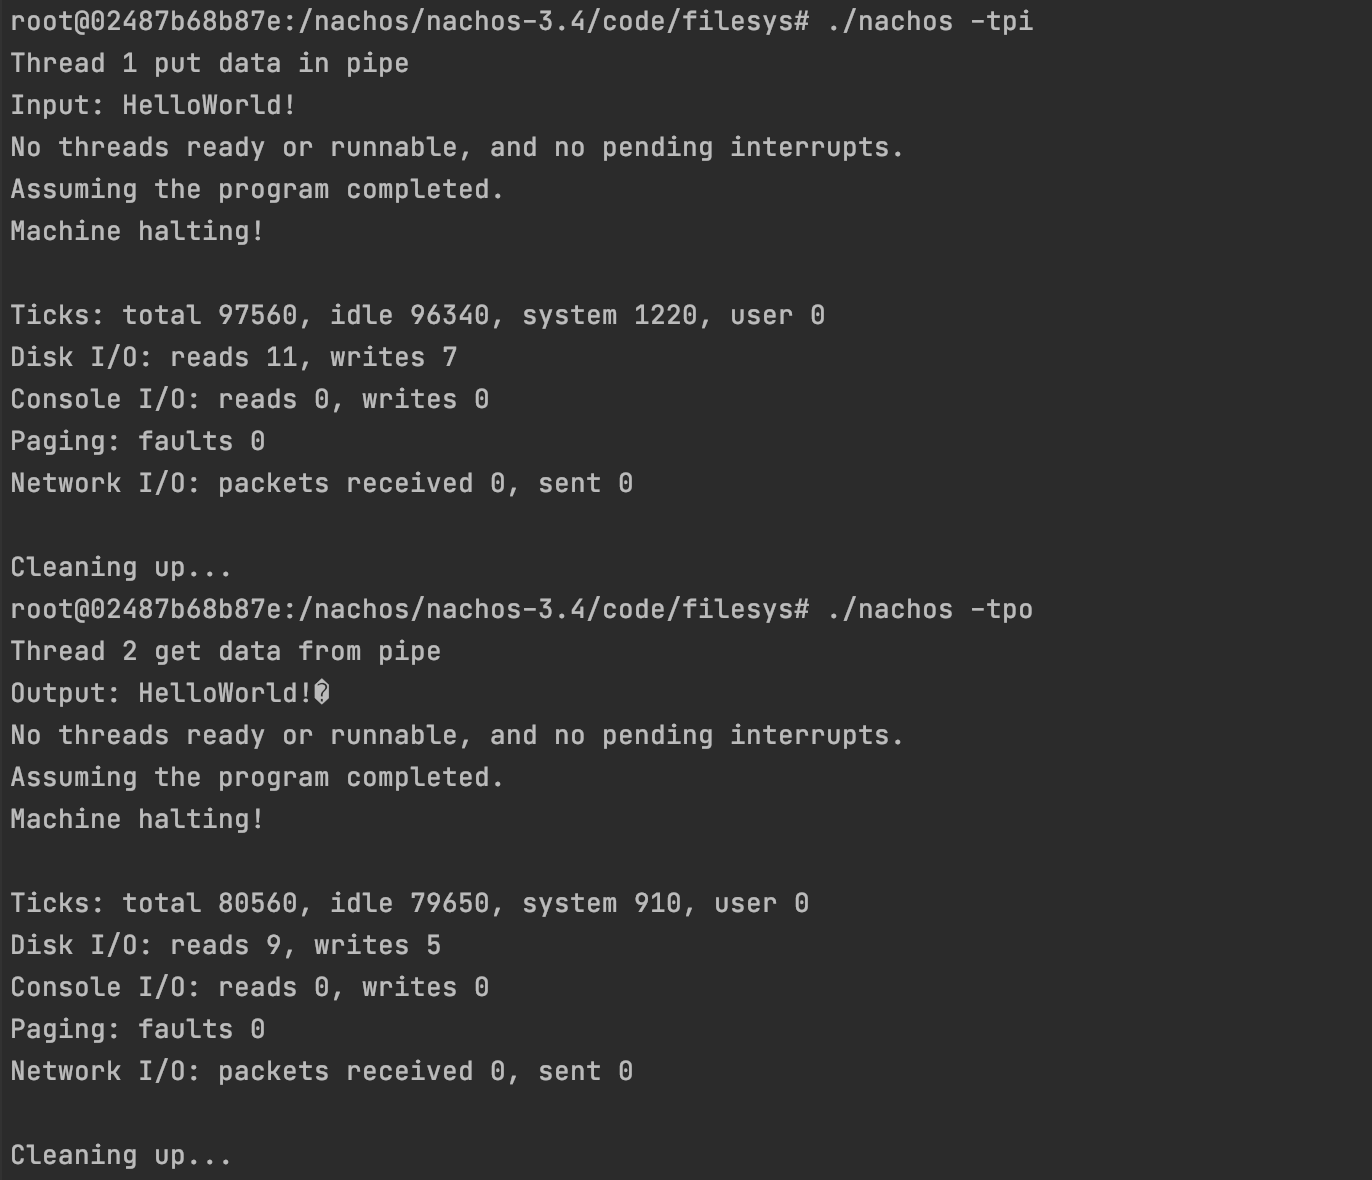 root@02487b68b87e:/nachos/nachos-3.4/code/filesys# ./nachos -tpi
Thread 1 put data in pipe
Input: HelloWorld!
No threads ready or runnable, and no pending interrupts.
Assuming the program completed.
Machine halting!
Ticks: total 97560, idle 96340, system 1220, user 0
Disk I/O: reads 11, writes 7
Console I/O: reads 0, writes 0
Paging: faults 0
Network I/O: packets received 0, sent 0
Cleaning up...
root@02487b68b87e:/nachos/nachos-3.4/code/filesys# ./nachos -tpo
Thread 2 get data from pipe
Output: HelloWorld!�
No threads ready or runnable, and no pending interrupts.
Assuming the program completed.
Machine halting!
Ticks: total 80560, idle 79650, system 910, user 0
Disk I/O: reads 9, writes 5
Console I/O: reads 0, writes 0
Paging: faults 0
Network I/O: packets received 0, sent 0
Cleaning up...